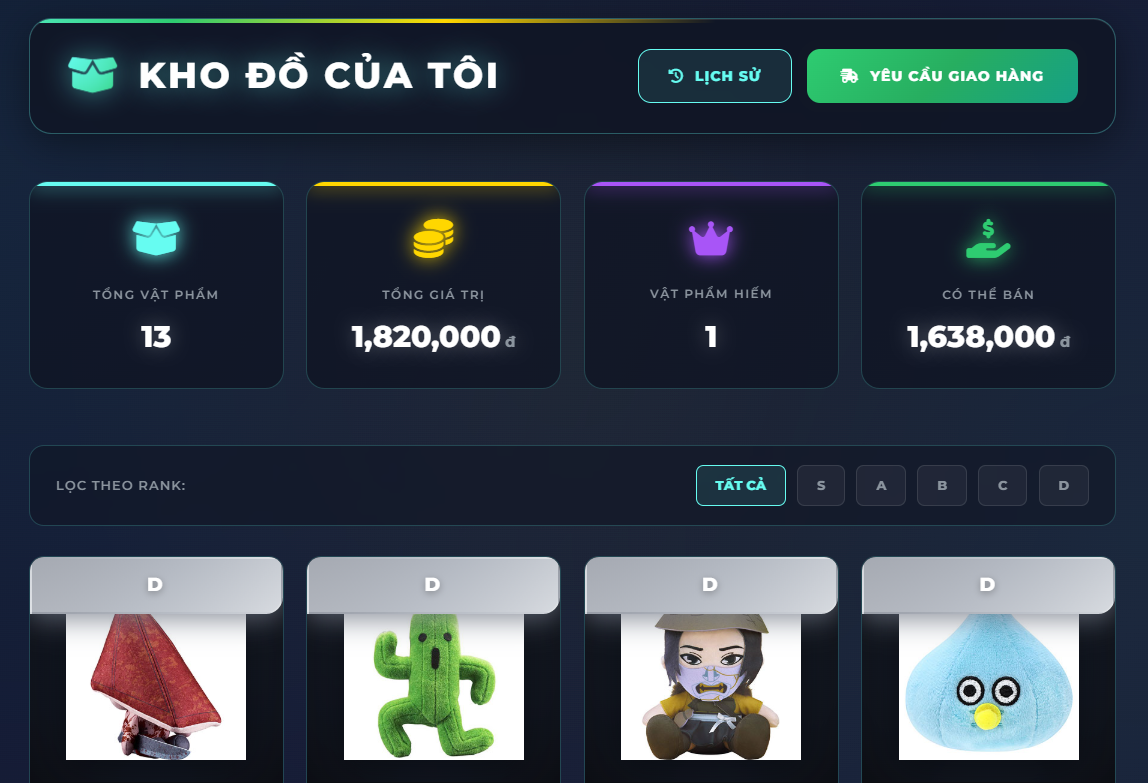 KHO ĐỒ CỦA TÔI
LỊCH SỬ
YÊU CẦU GIAO HÀNG
TỔNG VẬT PHẨM
13
TỔNG GIÁ TRỊ
1,820,000 đ
VẬT PHẨM HIẾM
1
CÓ THỂ BÁN
1,638,000 đ
LỌC THEO RANK:
TẤT CẢ
S
A
B
C
D
D
D
D
D